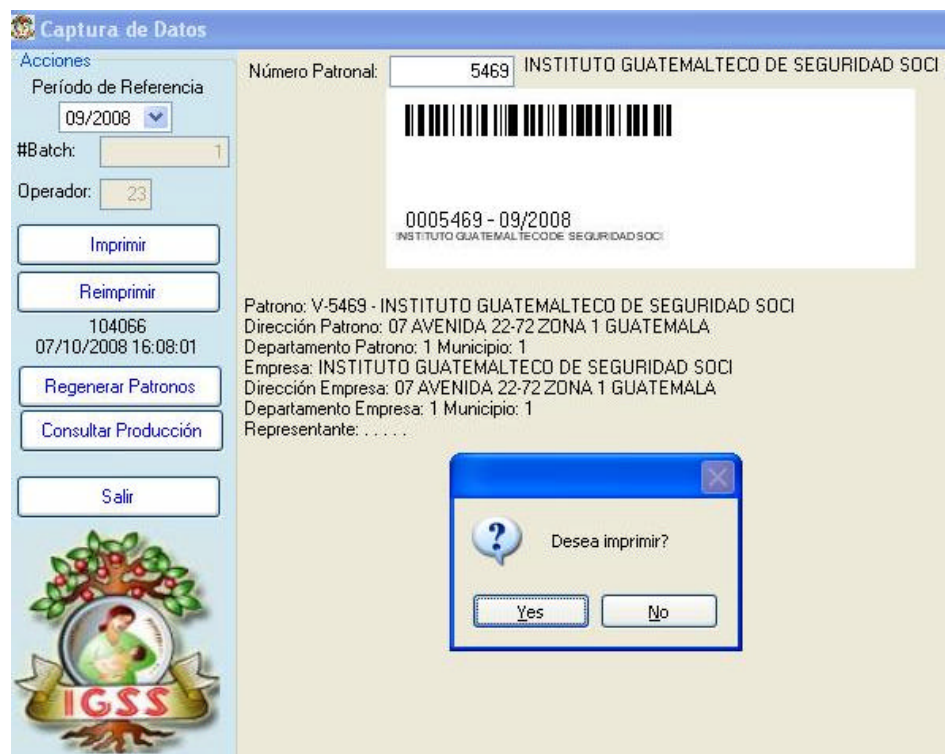 Captura de Datos
Acciones
Período de Referencia
09/2008
#Batch: 1
Operador: 23
Imprimir
Reimprimir
104066
07/10/2008 16:08:01
Regenerar Patronos
Consultar Producción
Salir
IGSS
Número Patronal: 5469 INSTITUTO GUATEMALTECO DE SEGURIDAD SOCI
0005469 - 09/2008
INSTITUTO GUATEMALTECODE SEGURIDADSOCI
Patrono: V-5469 - INSTITUTO GUATEMALTECO DE SEGURIDAD SOCI
Dirección Patrono: 07 AVENIDA 22-72 ZONA 1 GUATEMALA
Departamento Patrono: 1 Municipio: 1
Empresa: INSTITUTO GUATEMALTECO DE SEGURIDAD SOCI
Dirección Empresa: 07 AVENIDA 22-72 ZONA 1 GUATEMALA
Departamento Empresa: 1 Municipio: 1
Representante: . . . . .
Desea imprimir?
Yes No